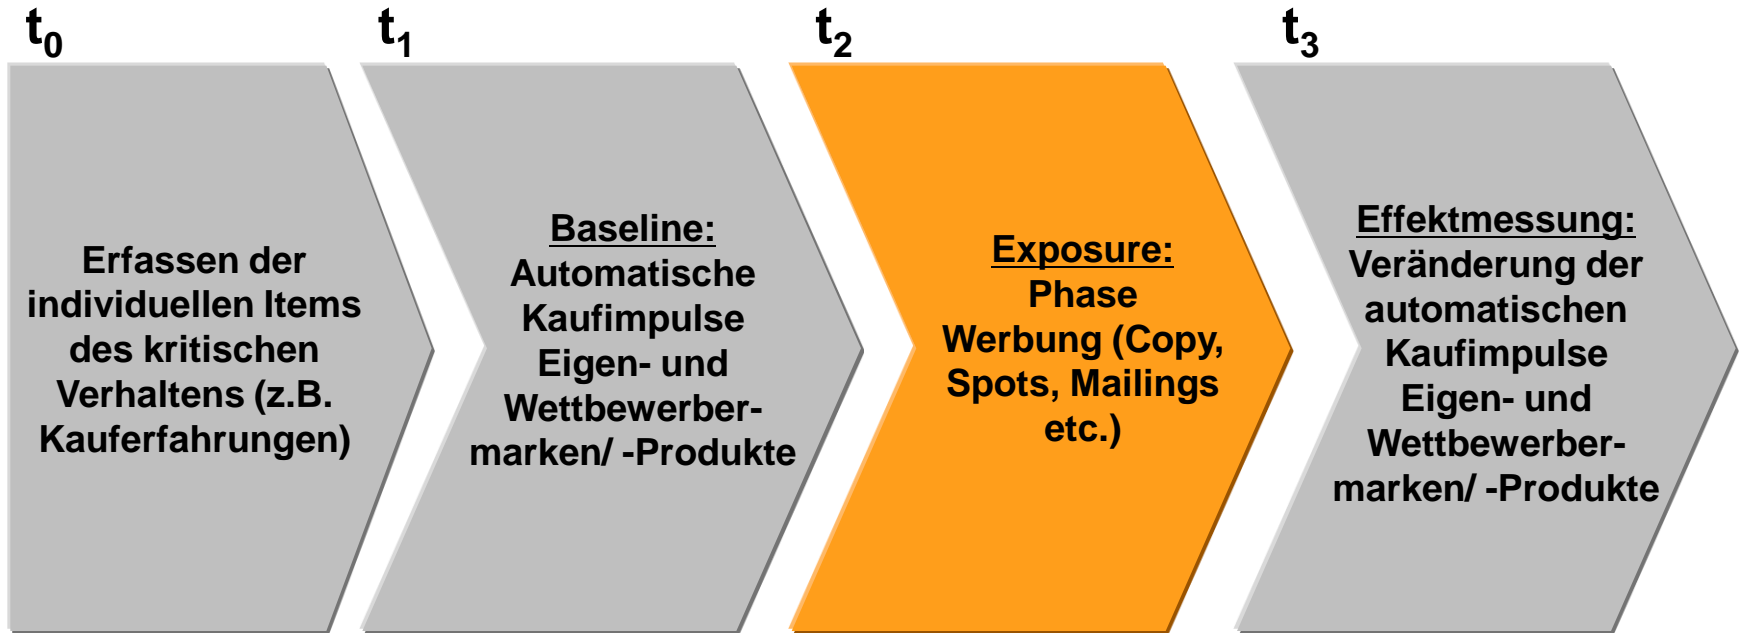 t0
t1
t2
t3
Erfassen der
individuellen Items
des kritischen
Verhaltens (z.B.
Kauferfahrungen)
Baseline:
Automatische
Kaufimpulse
Eigen- und
Wettbewerber-
marken/ -Produkte
Exposure:
Phase
Werbung (Copy,
Spots, Mailings
etc.)
Effektmessung:
Veränderung der
automatischen
Kaufimpulse
Eigen- und
Wettbewerber-
marken/ -Produkte